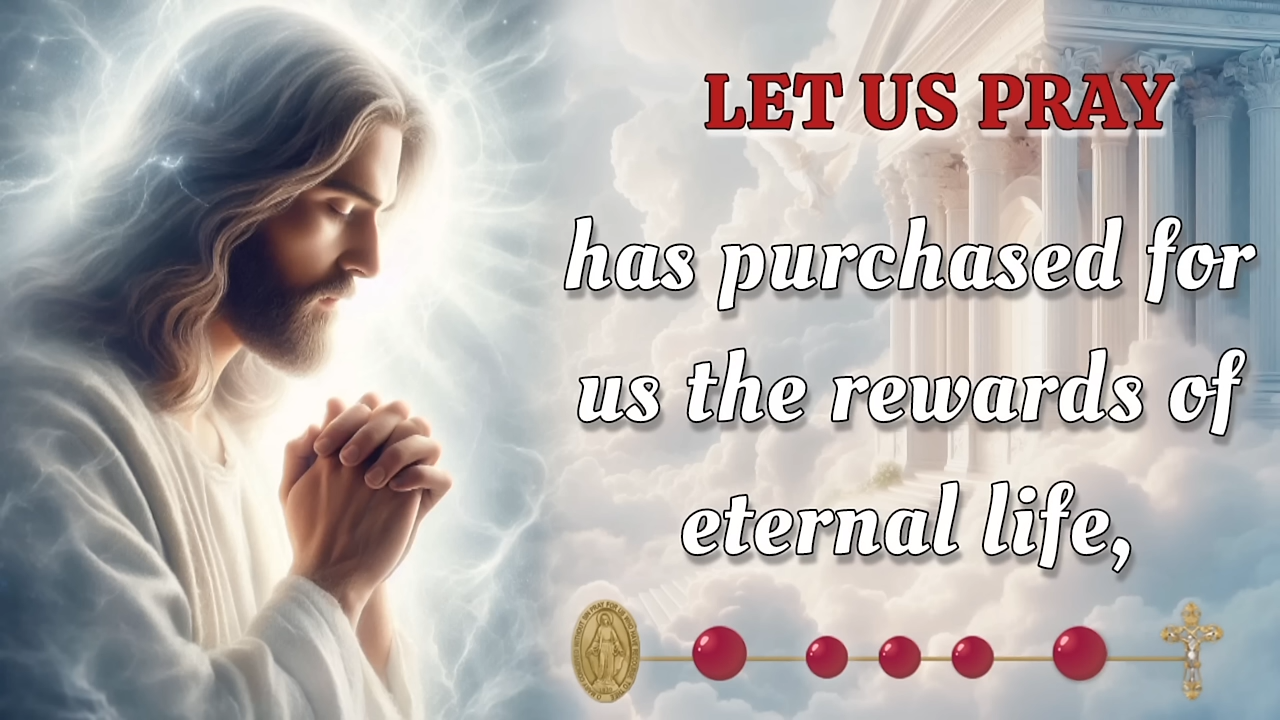 LET US PRAY
has purchased for
us the rewards of
eternal life,